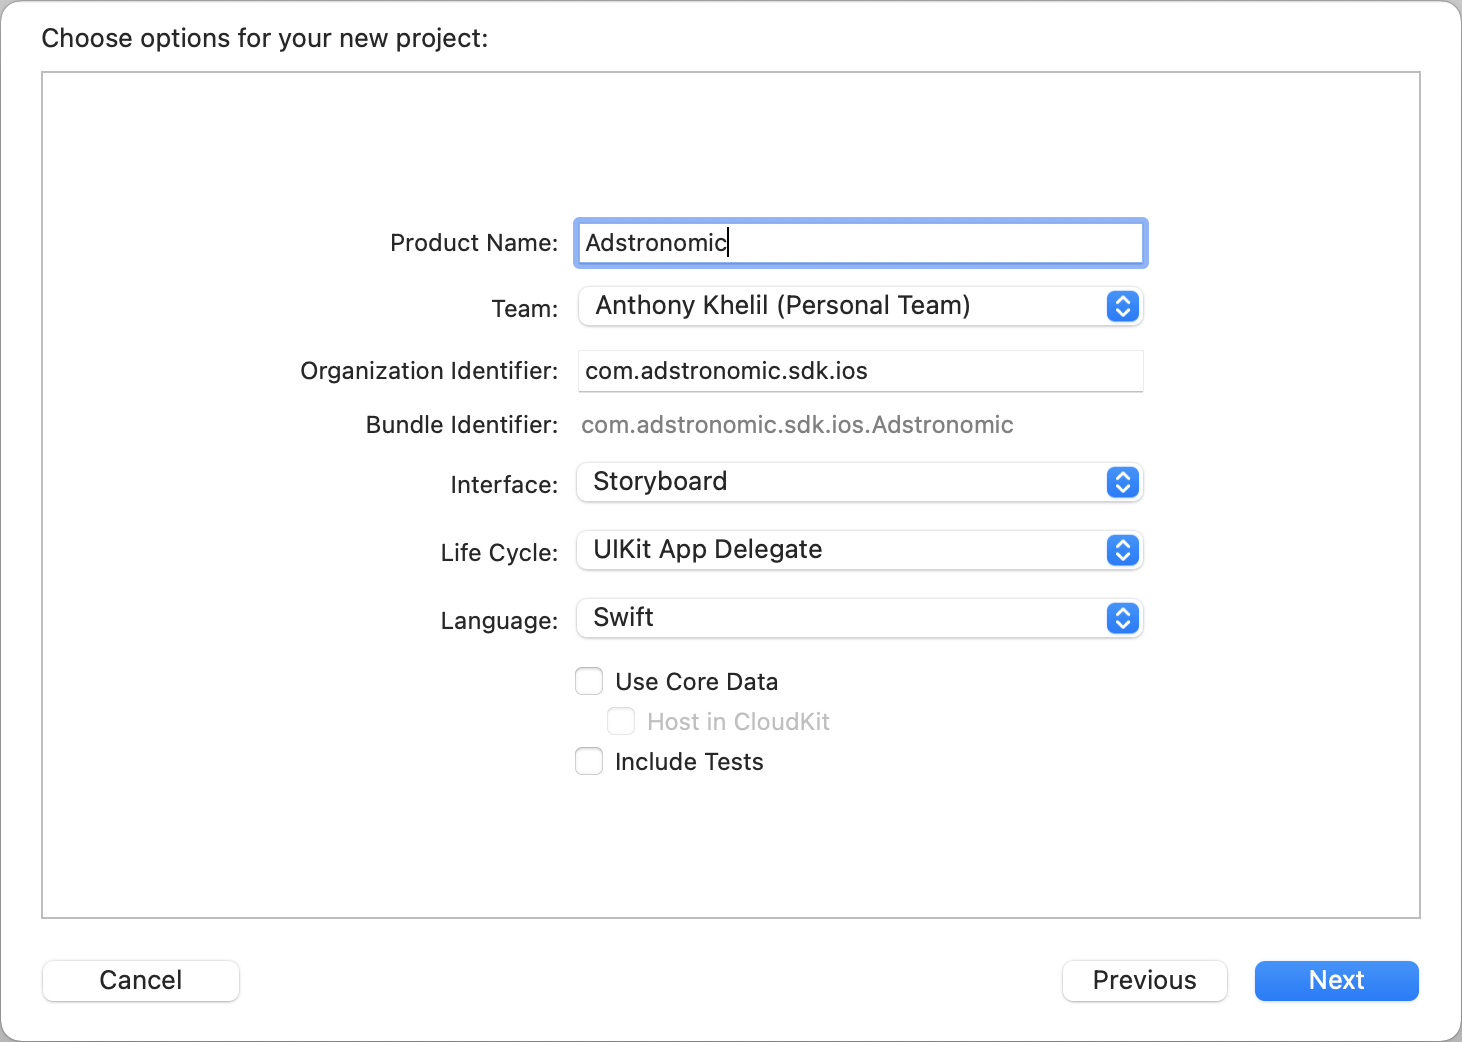 Choose options for your new project:
Product Name: Adstronomic
Team: Anthony Khelil (Personal Team)
Organization Identifier: com.adstronomic.sdk.ios
Bundle Identifier: com.adstronomic.sdk.ios.Adstronomic
Interface: Storyboard
Life Cycle: UIKit App Delegate
Language: Swift
Use Core Data
Host in CloudKit
Include Tests
Cancel Previous Next